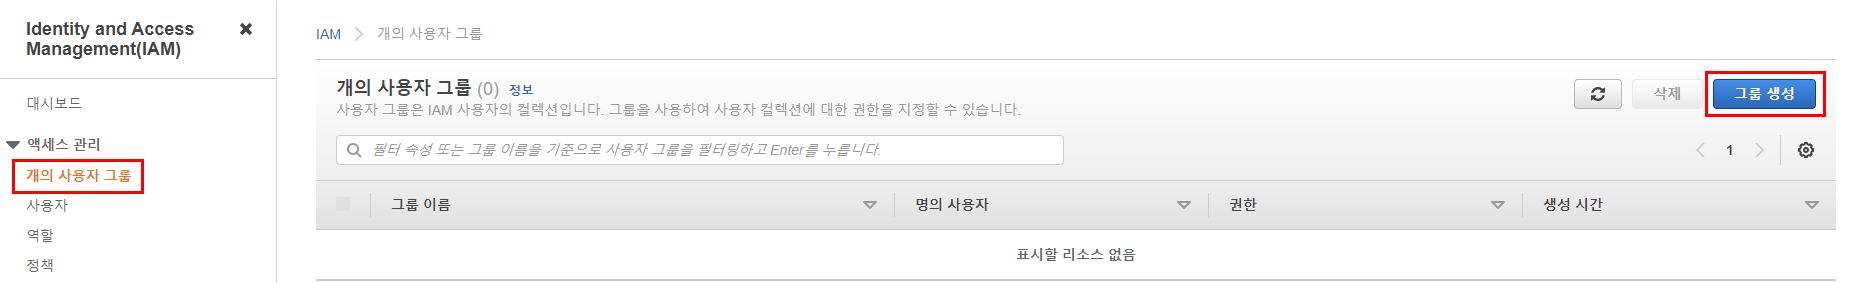 Identity and Access
Management(IAM)
대시보드
액세스 관리
개의 사용자 그룹
사용자
역할
정책
IAM 개의 사용자 그룹
개의 사용자 그룹 (0) 정보
사용자 그룹은 IAM 사용자의 컬렉션입니다. 그룹을 사용하여 사용자 컬렉션에 대한 권한을 지정할 수 있습니다.
삭제 그룹 생성
필터 속성 또는 그룹 이름을 기준으로 사용자 그룹을 필터링하고 Enter를 누릅니다.
1
그룹 이름 명의 사용자 권한 생성 시간
표시할 리소스 없음